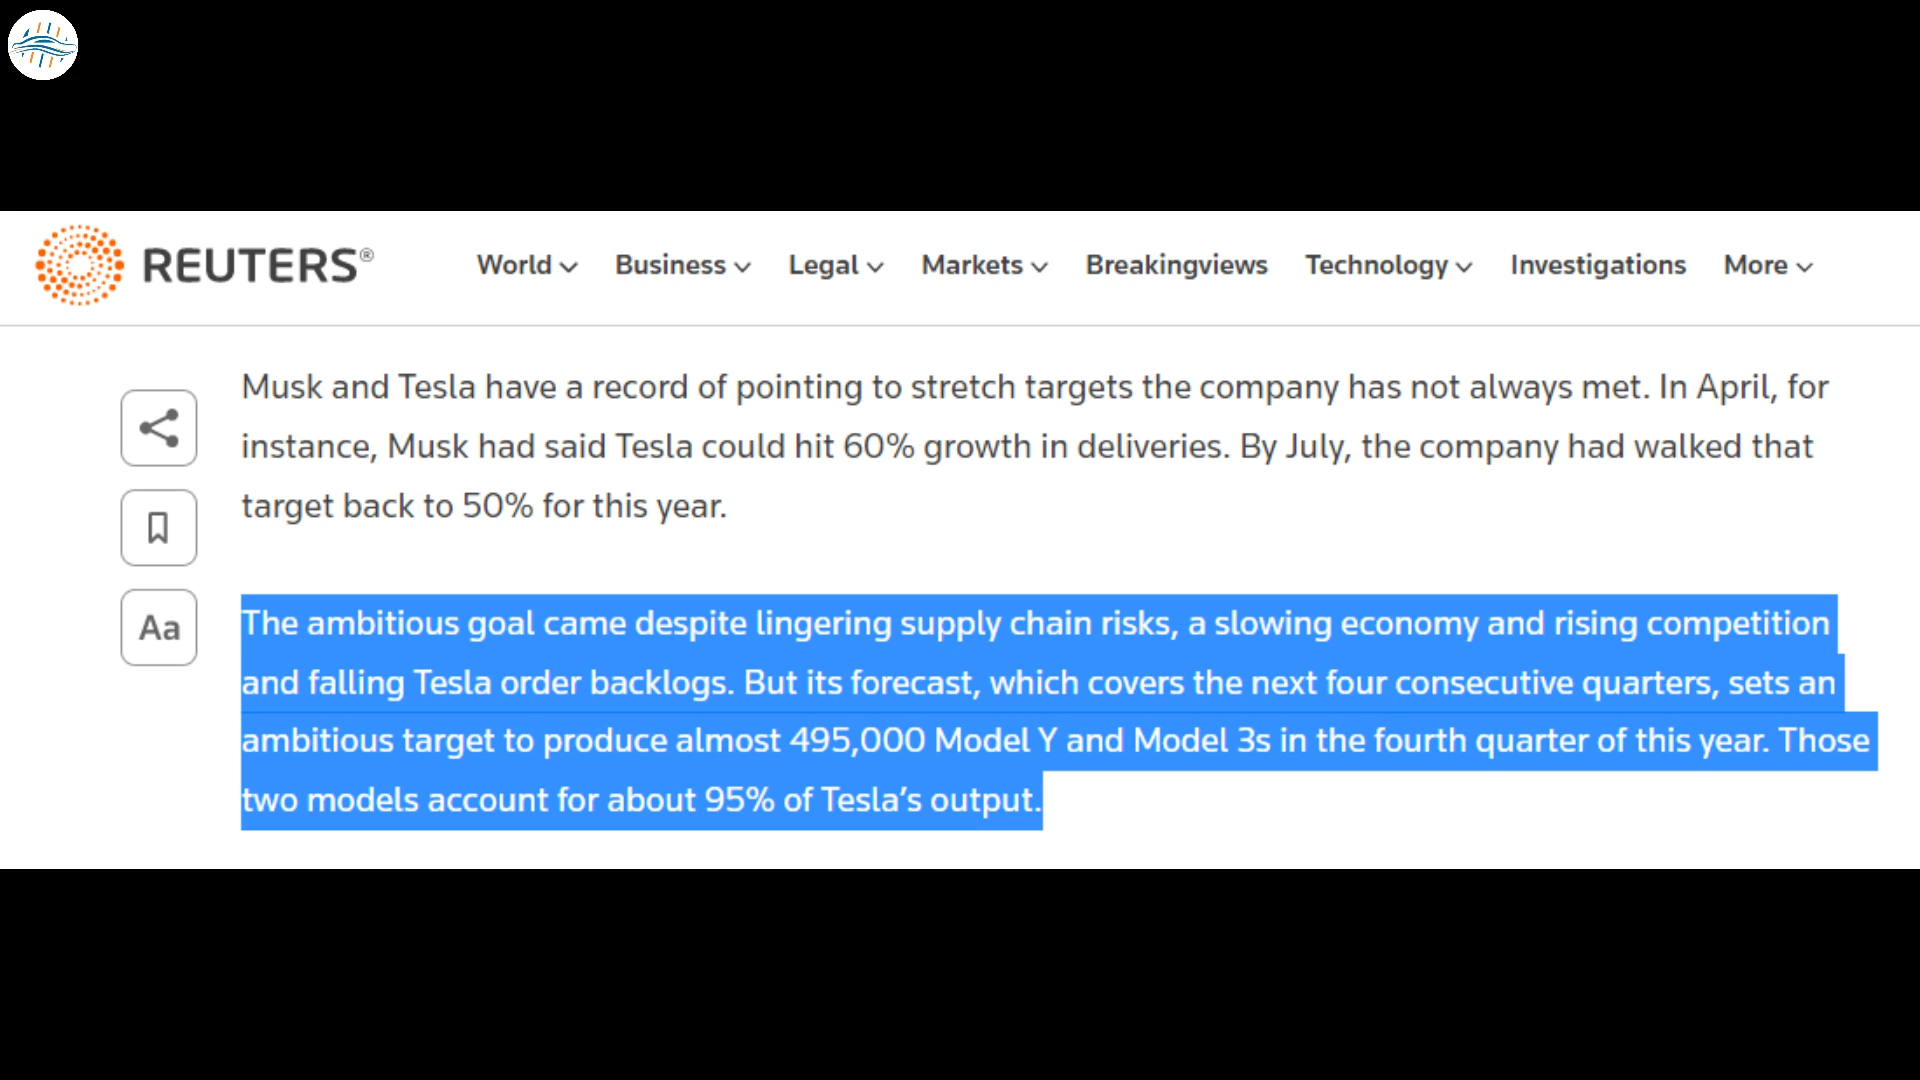 REUTERS®
World Business Legal Markets Breakingviews Technology Investigations More
Musk and Tesla have a record of pointing to stretch targets the company has not always met. In April, for
instance, Musk had said Tesla could hit 60% growth in deliveries. By July, the company had walked that
target back to 50% for this year.
Aa
The ambitious goal came despite lingering supply chain risks, a slowing economy and rising competition
and falling Tesla order backlogs. But its forecast, which covers the next four consecutive quarters, sets an
ambitious target to produce almost 495,000 Model Y and Model 3s in the fourth quarter of this year. Those
two models account for about 95% of Tesla’s output.